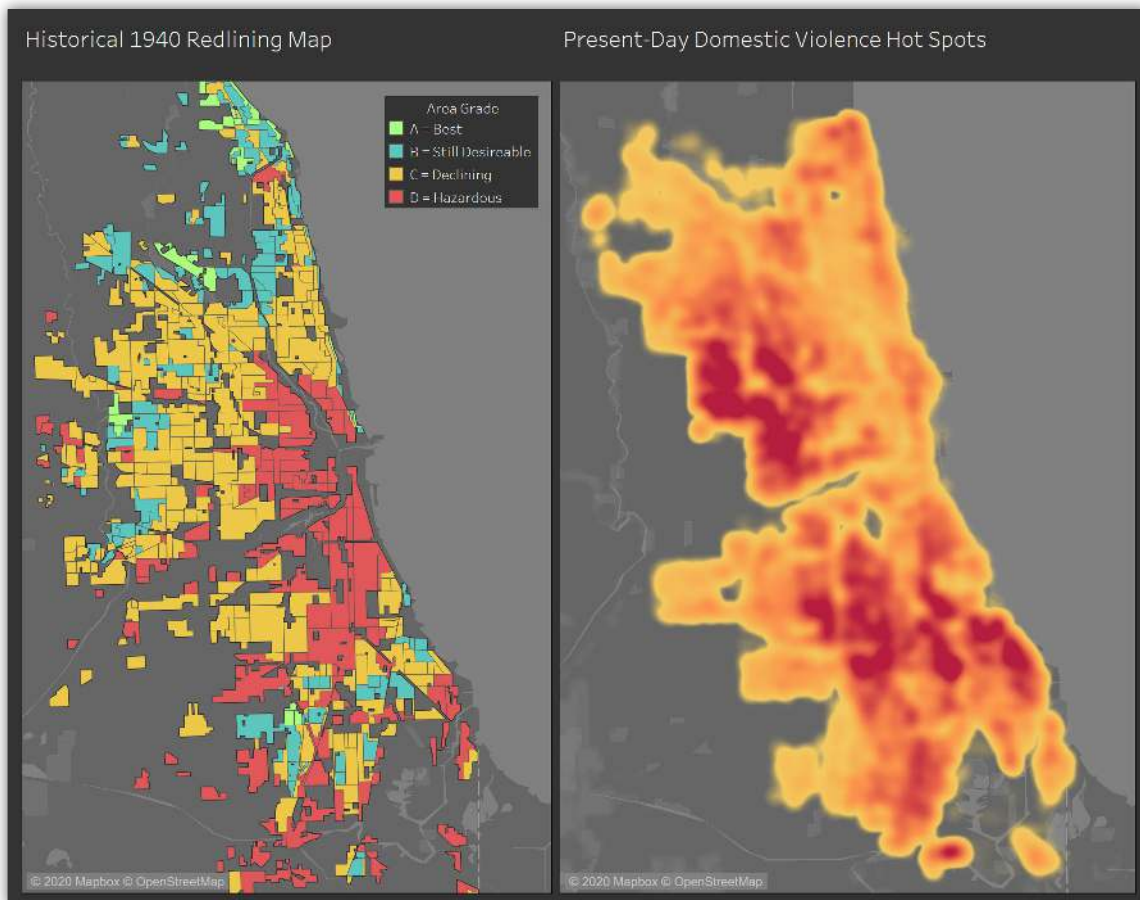 Historical 1940 Redlining Map
Present-Day Domestic Violence Hot Spots
Area Grade
A = Best
B = Still Desireable
C = Declining
D = Hazardous
© 2020 Mapbox © OpenStreetMap
© 2020 Mapbox © OpenStreetMap